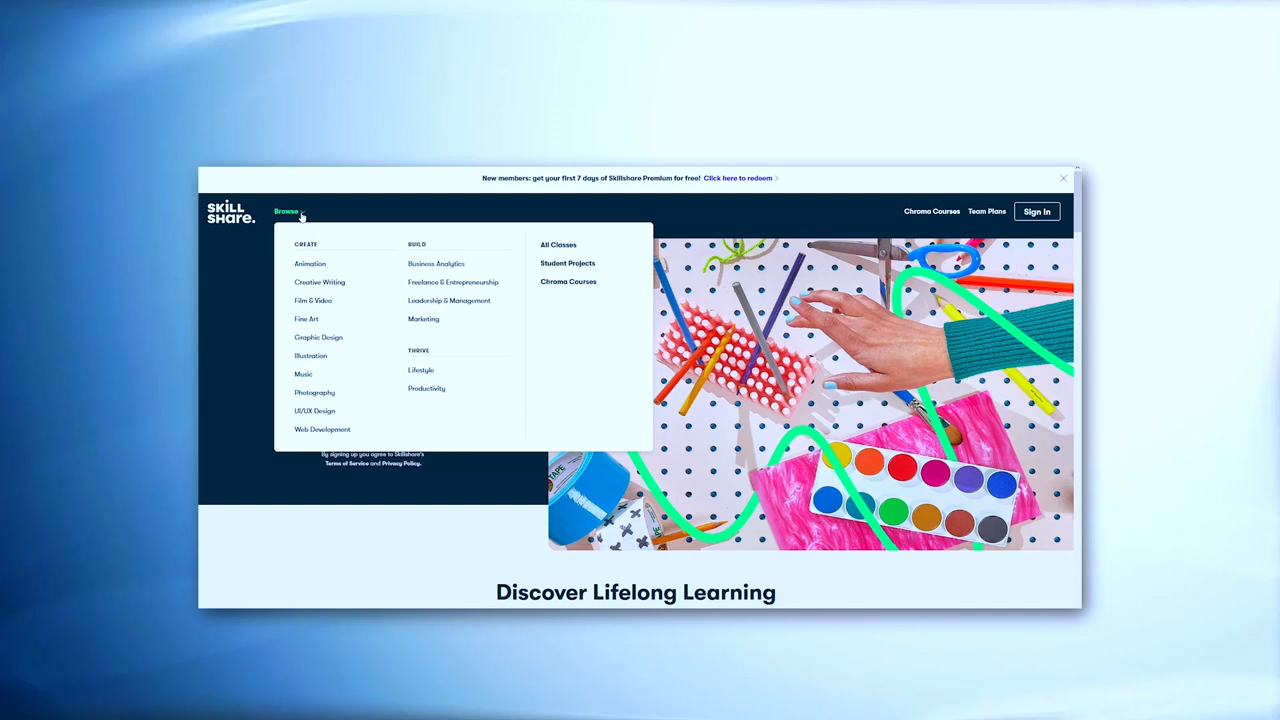 New members: get your first 7 days of Skillshare Premium for free! Click here to redeem
SKILL
SHARE.
Browse
Chroma Courses
Team Plans
Sign In
CREATE
Animation
Creative Writing
Film & Video
Fine Art
Graphic Design
Illustration
Music
Photography
UI/UX Design
Web Development
BUILD
Business Analytics
Freelance & Entrepreneurship
Leadership & Management
Marketing
THRIVE
Lifestyle
Productivity
All Classes
Student Projects
Chroma Courses
By signing up you agree to Skillshare's
Terms of Service and Privacy Policy.
TAPE
Discover Lifelong Learning